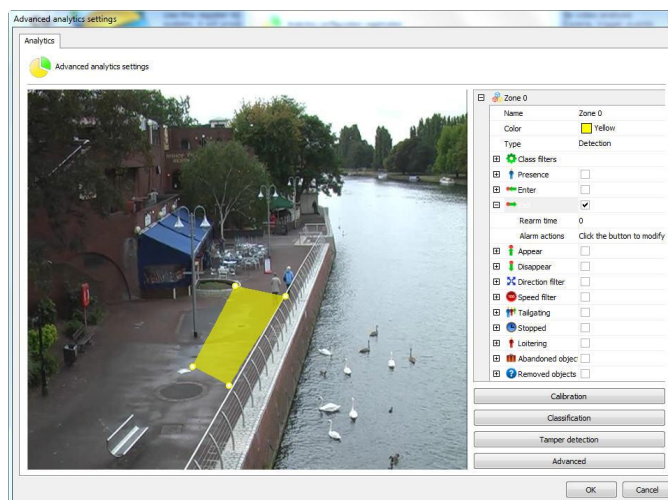 Advanced analytics settings
Analytics
Advanced analytics settings
Zone 0
Name Zone 0
Color Yellow
Type Detection
Class filters
Presence
Enter
Rearm time 0
Alarm actions Click the button to modify
Appear
Disappear
Direction filter
Speed filter
Tailgating
Stopped
Loitering
Abandoned objec
Removed objects
Calibration
Classification
Tamper detection
Advanced
OK Cancel